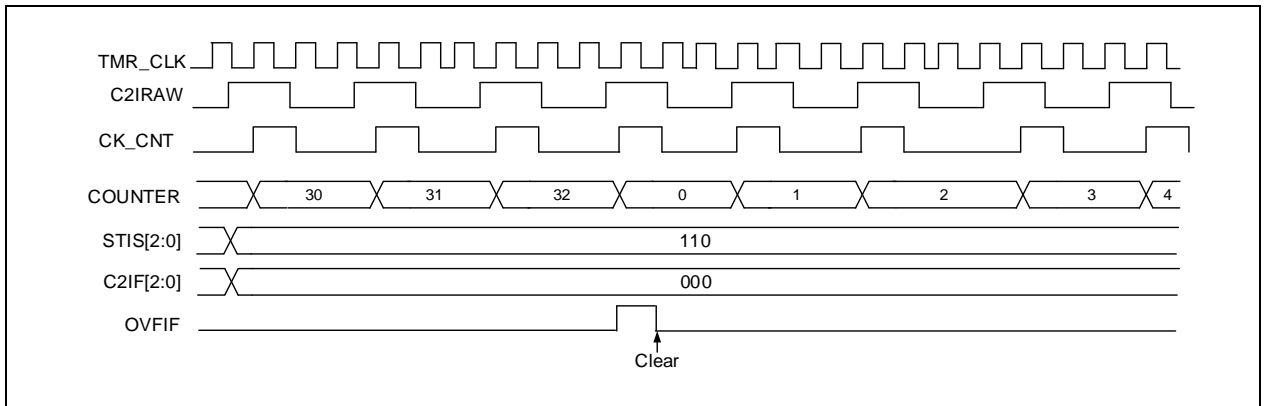 TMR_CLK
C2IRAW
CK_CNT
COUNTER 30 31 32 0 1 2 3 4
STIS[2:0] 110
C2IF[2:0] 000
OVFIF
Clear